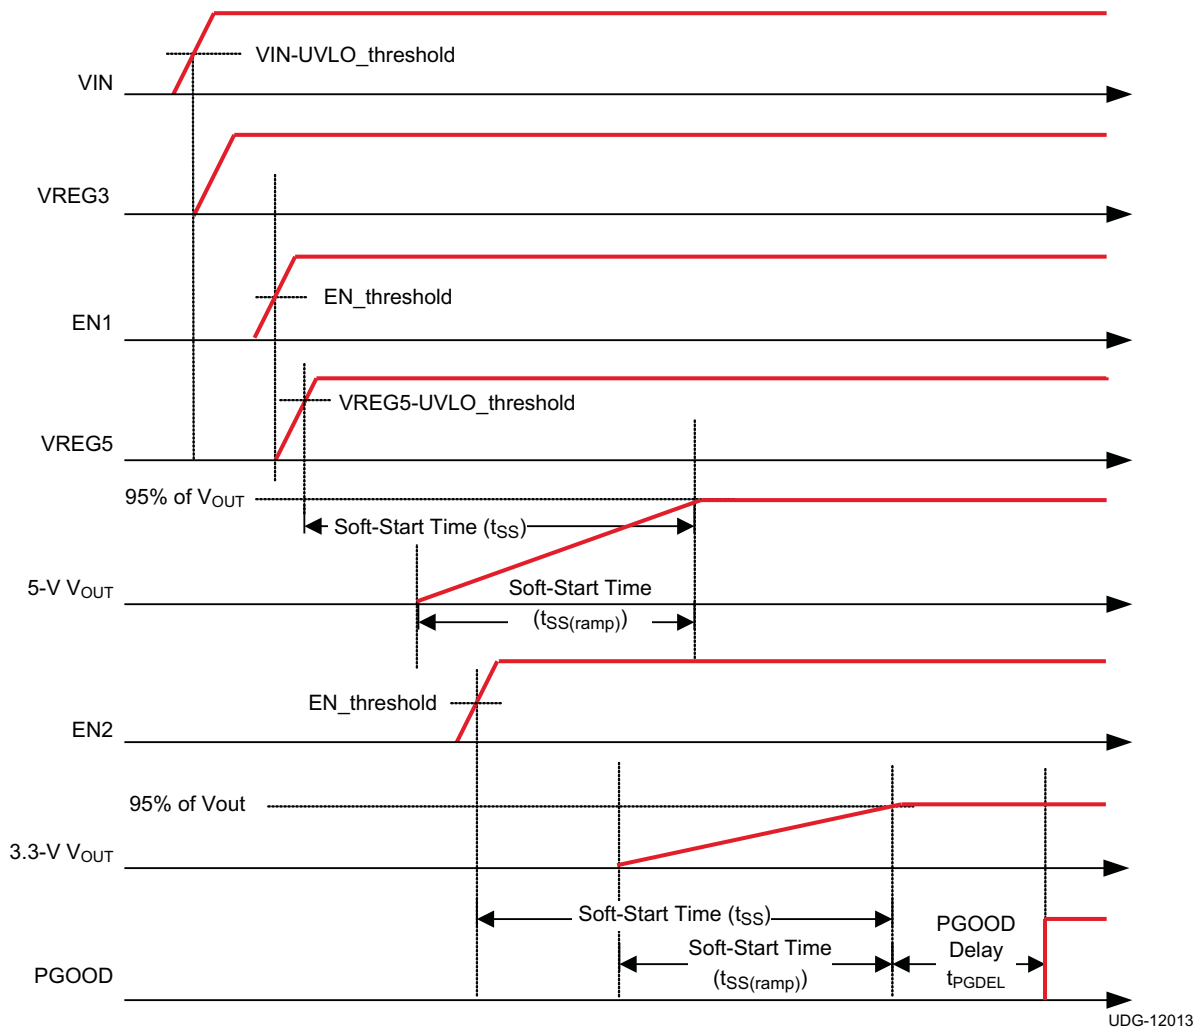 VIN-UVLO_threshold
VIN
VREG3
EN_threshold
EN1
VREG5-UVLO_threshold
VREG5
95% of VOUT
Soft-Start Time (tSS)
5-V VOUT
Soft-Start Time
(tSS(ramp))
EN_threshold
EN2
95% of Vout
3.3-V VOUT
Soft-Start Time (tSS)
Soft-Start Time
(tSS(ramp))
PGOOD
Delay
tPGDEL
PGOOD
UDG-12013